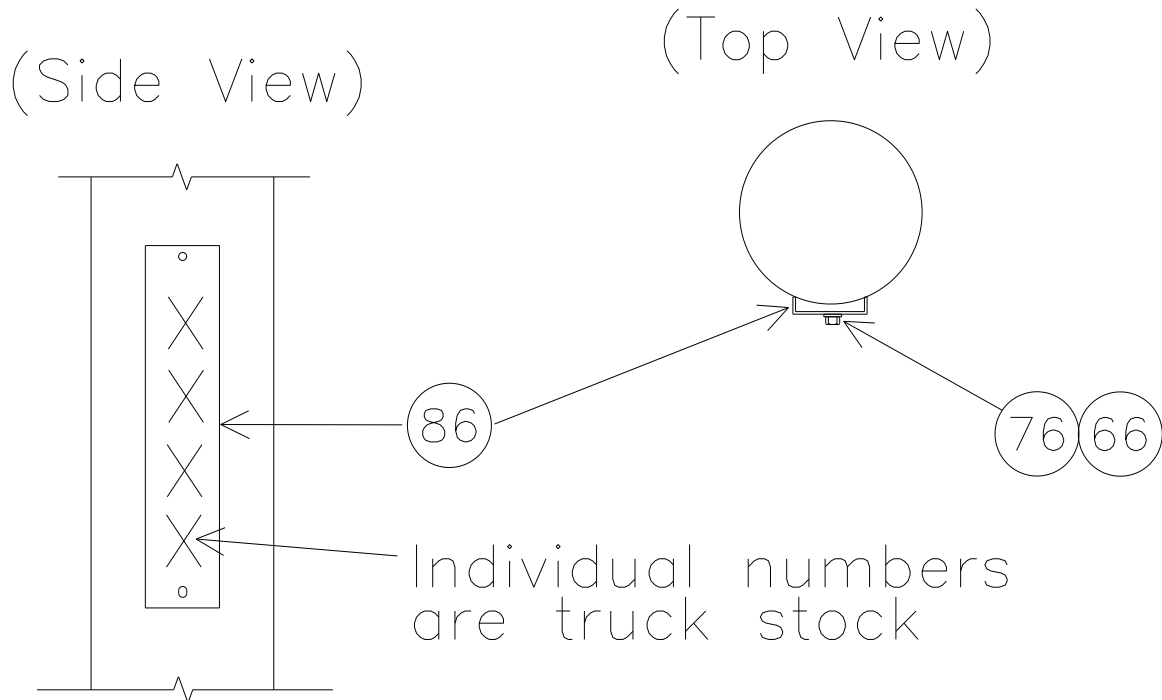 (Side View)
(Top View)
X
X
X
X
86
76 66
Individual numbers
are truck stock